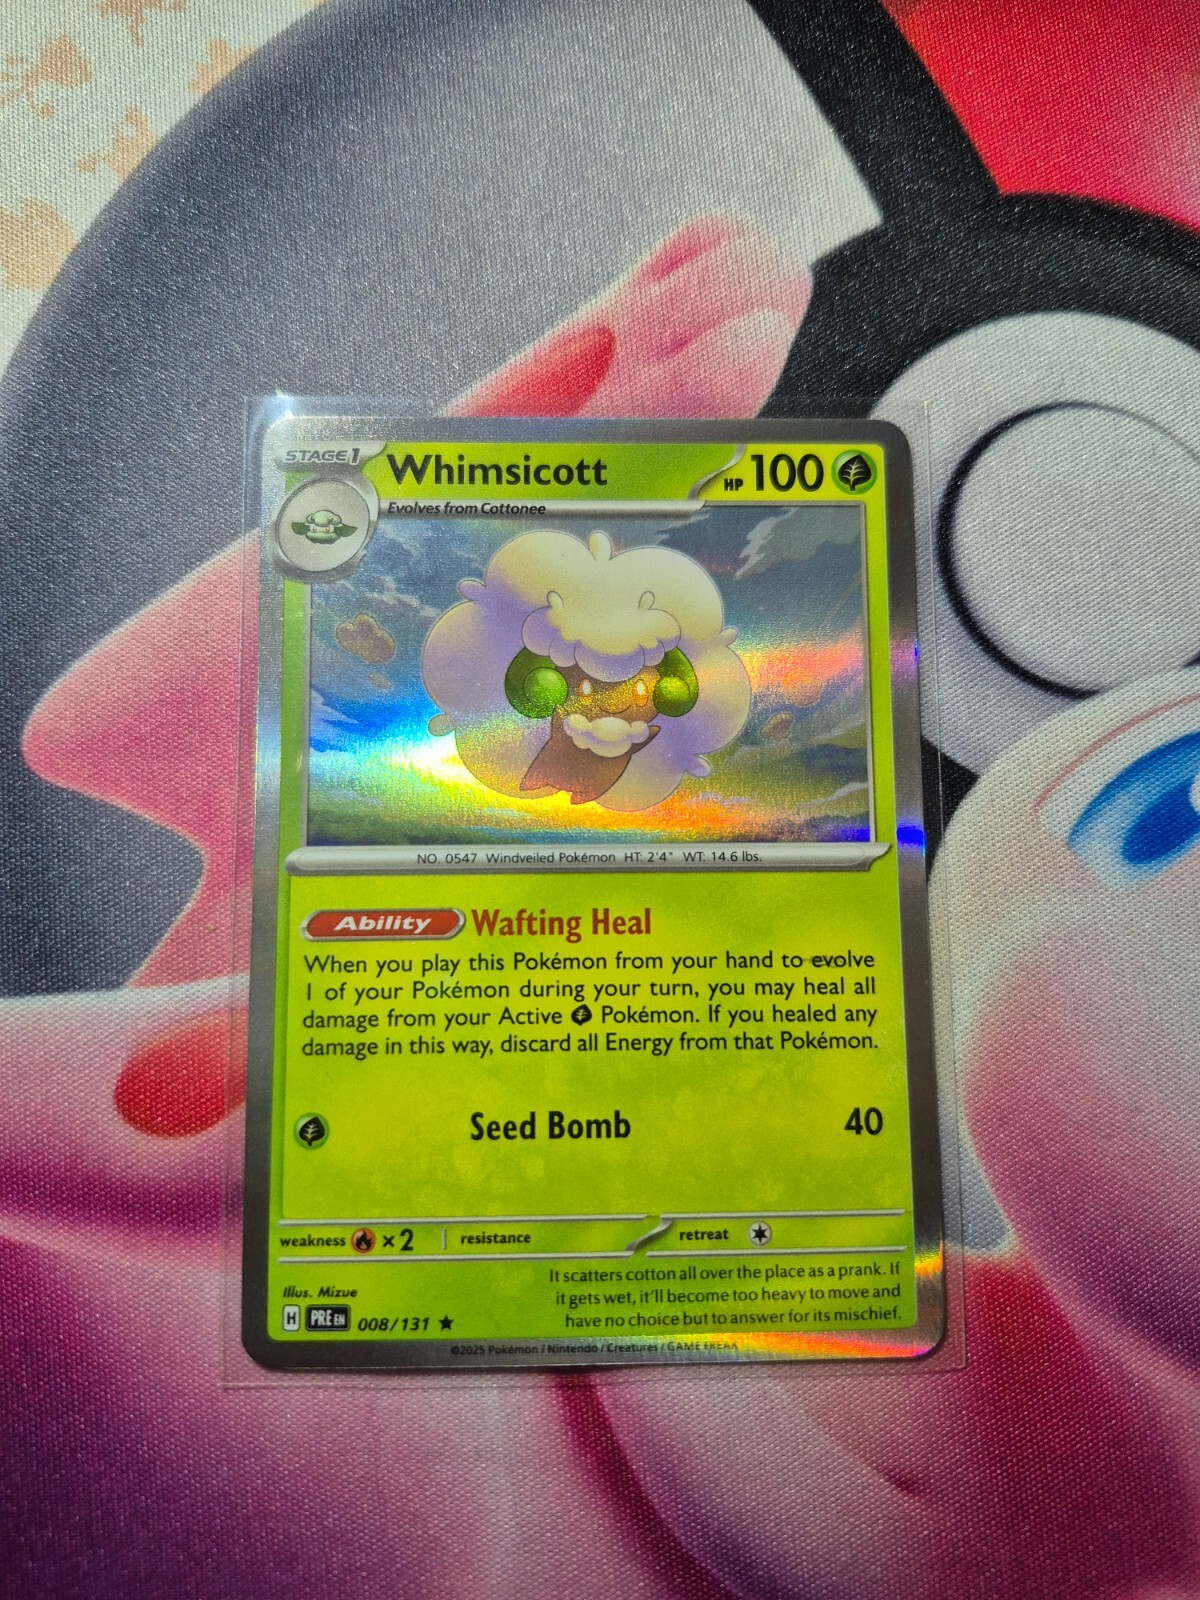 STAGE 1 Whimsicott HP 100
Evolves from Cottonee
NO. 0547 Windveiled Pokémon HT: 2'4" WT: 14.6 lbs.
Ability Wafting Heal
When you play this Pokémon from your hand to evolve
1 of your Pokémon during your turn, you may heal all
damage from your Active Pokémon. If you healed any
damage in this way, discard all Energy from that Pokémon.
Seed Bomb 40
weakness ×2 resistance retreat
It scatters cotton all over the place as a prank. If
it gets wet, it'll become too heavy to move and
have no choice but to answer for its mischief.
Illus. Mizue
H PRE EN 008/131 ★
©2025 Pokémon / Nintendo / Creatures / GAME FREAK